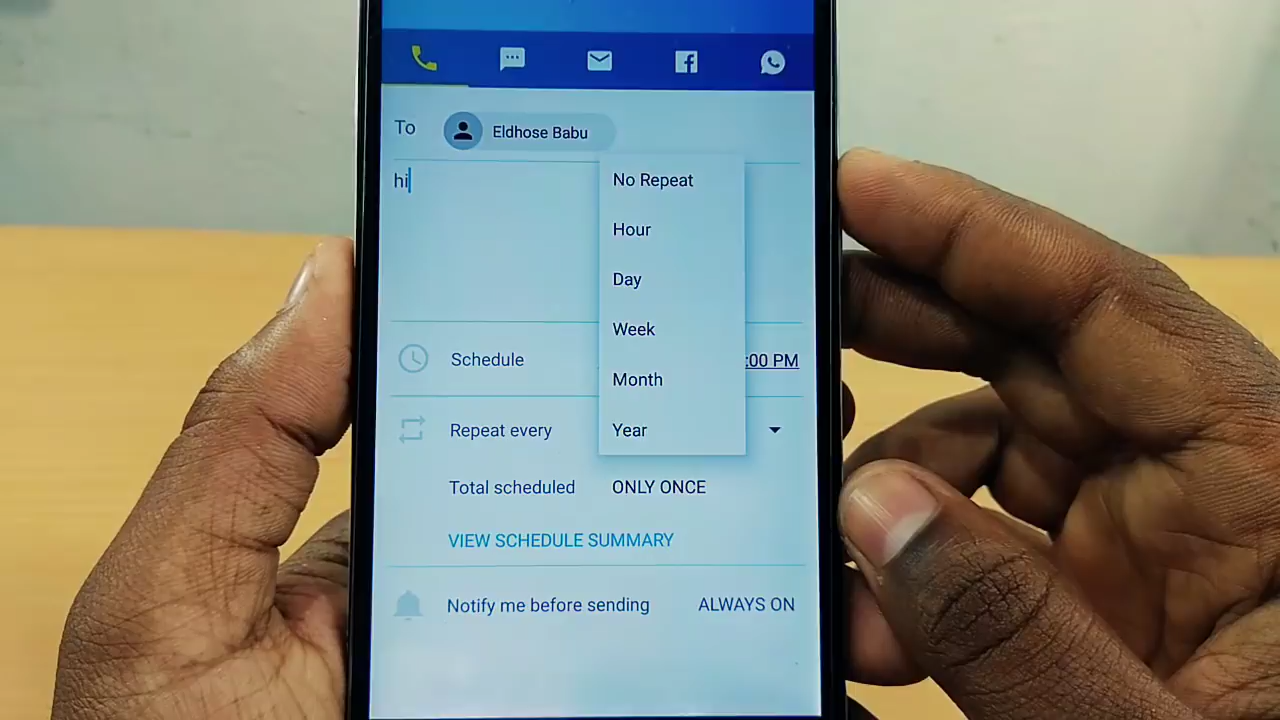 To
Eldhose Babu
hi
No Repeat
Hour
Day
Week
Month
Year
Schedule
:00 PM
Repeat every
Total scheduled
ONLY ONCE
VIEW SCHEDULE SUMMARY
Notify me before sending
ALWAYS ON